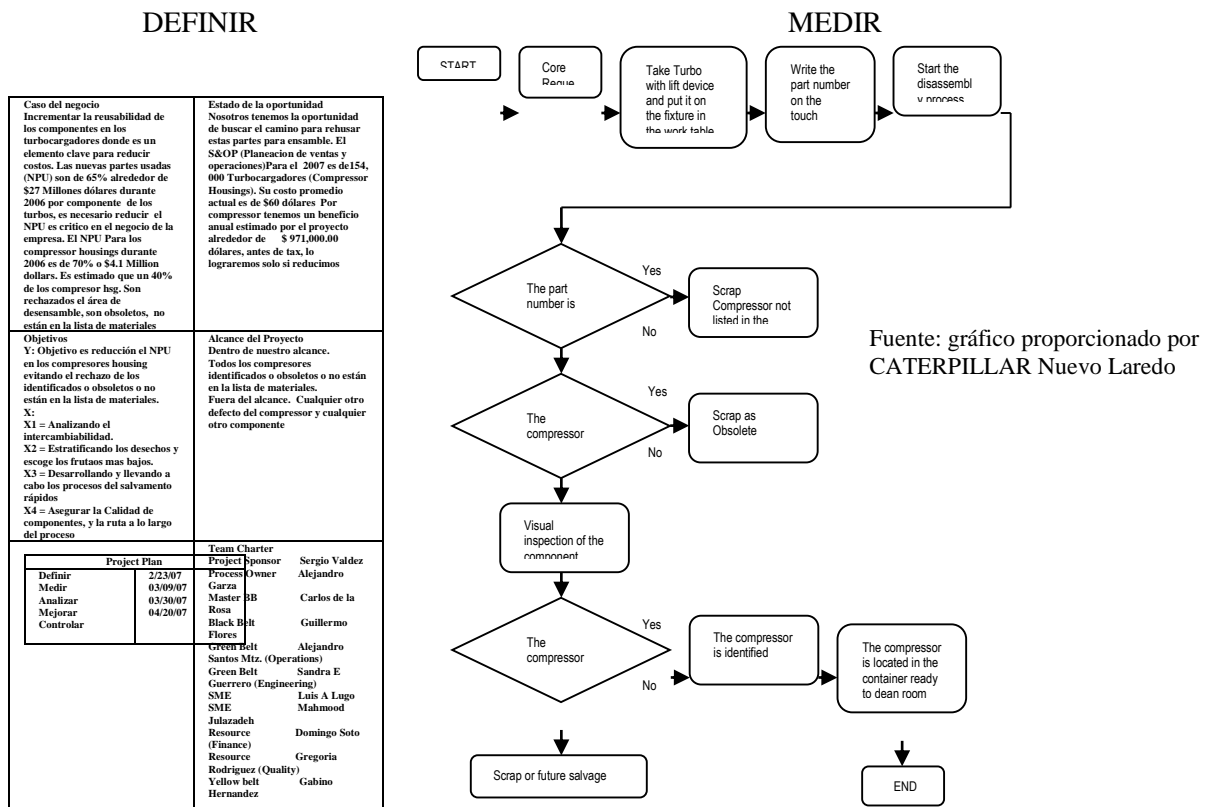 DEFINIR
MEDIR
Caso del negocio
Incrementar la reusabilidad de
los componentes en los
turbocargadores donde es un
elemento clave para reducir
costos. Las nuevas partes usadas
(NPU) son de 65% alrededor de
$27 Millones dólares durante
2006 por componente de los
turbos, es necesario reducir el
NPU es critico en el negocio de la
empresa. El NPU Para los
compressor housings durante
2006 es de 70% o $4.1 Million
dollars. Es estimado que un 40%
de los compresor hsg. Son
rechazados el área de
desensamble, son obsoletos, no
están en la lista de materiales
Estado de la oportunidad
Nosotros tenemos la oportunidad
de buscar el camino para rehusar
estas partes para ensamble. El
S&OP (Planeacion de ventas y
operaciones)Para el 2007 es de154,
000 Turbocargadores (Compressor
Housings). Su costo promedio
actual es de $60 dólares Por
compressor tenemos un beneficio
anual estimado por el proyecto
alrededor de $ 971,000.00
dólares, antes de tax, lo
lograremos solo si reducimos
Objetivos
Y: Objetivo es reducción el NPU
en los compresores housing
evitando el rechazo de los
identificados o obsoletos o no
están en la lista de materiales.
X:
X1 = Analizando el
intercambiabilidad.
X2 = Estratificando los desechos y
escoge los frutaos mas bajos.
X3 = Desarrollando y llevando a
cabo los procesos del salvamento
rápidos
X4 = Asegurar la Calidad de
componentes, y la ruta a lo largo
del proceso
Alcance del Proyecto
Dentro de nuestro alcance.
Todos los compresores
identificados o obsoletos o no están
en la lista de materiales.
Fuera del alcance. Cualquier otro
defecto del compressor y cualquier
otro componente
Project Plan
Definir 2/23/07
Medir 03/09/07
Analizar 03/30/07
Mejorar 04/20/07
Controlar
Team Charter
Project Sponsor Sergio Valdez
Process Owner Alejandro
Garza
Master BB Carlos de la
Rosa
Black Belt Guillermo
Flores
Green Belt Alejandro
Santos Mtz. (Operations)
Green Belt Sandra E
Guerrero (Engineering)
SME Luis A Lugo
SME Mahmood
Julazadeh
Resource Domingo Soto
(Finance)
Resource Gregoria
Rodriguez (Quality)
Yellow belt Gabino
Hernandez
START
Core
Take Turbo
with lift device
and put it on
the fixture in
the work table
Write the
part number
on the
touch
Start the
disassembl
y process
The part
number is
Yes
No
Scrap
Compressor not
listed in the
The
compressor
Yes
No
Scrap as
Obsolete
Visual
inspection of the
component
The
compressor
Yes
No
The compressor
is identified
The compressor
is located in the
container ready
to dean room
Scrap or future salvage
END
Fuente: gráfico proporcionado por
CATERPILLAR Nuevo Laredo